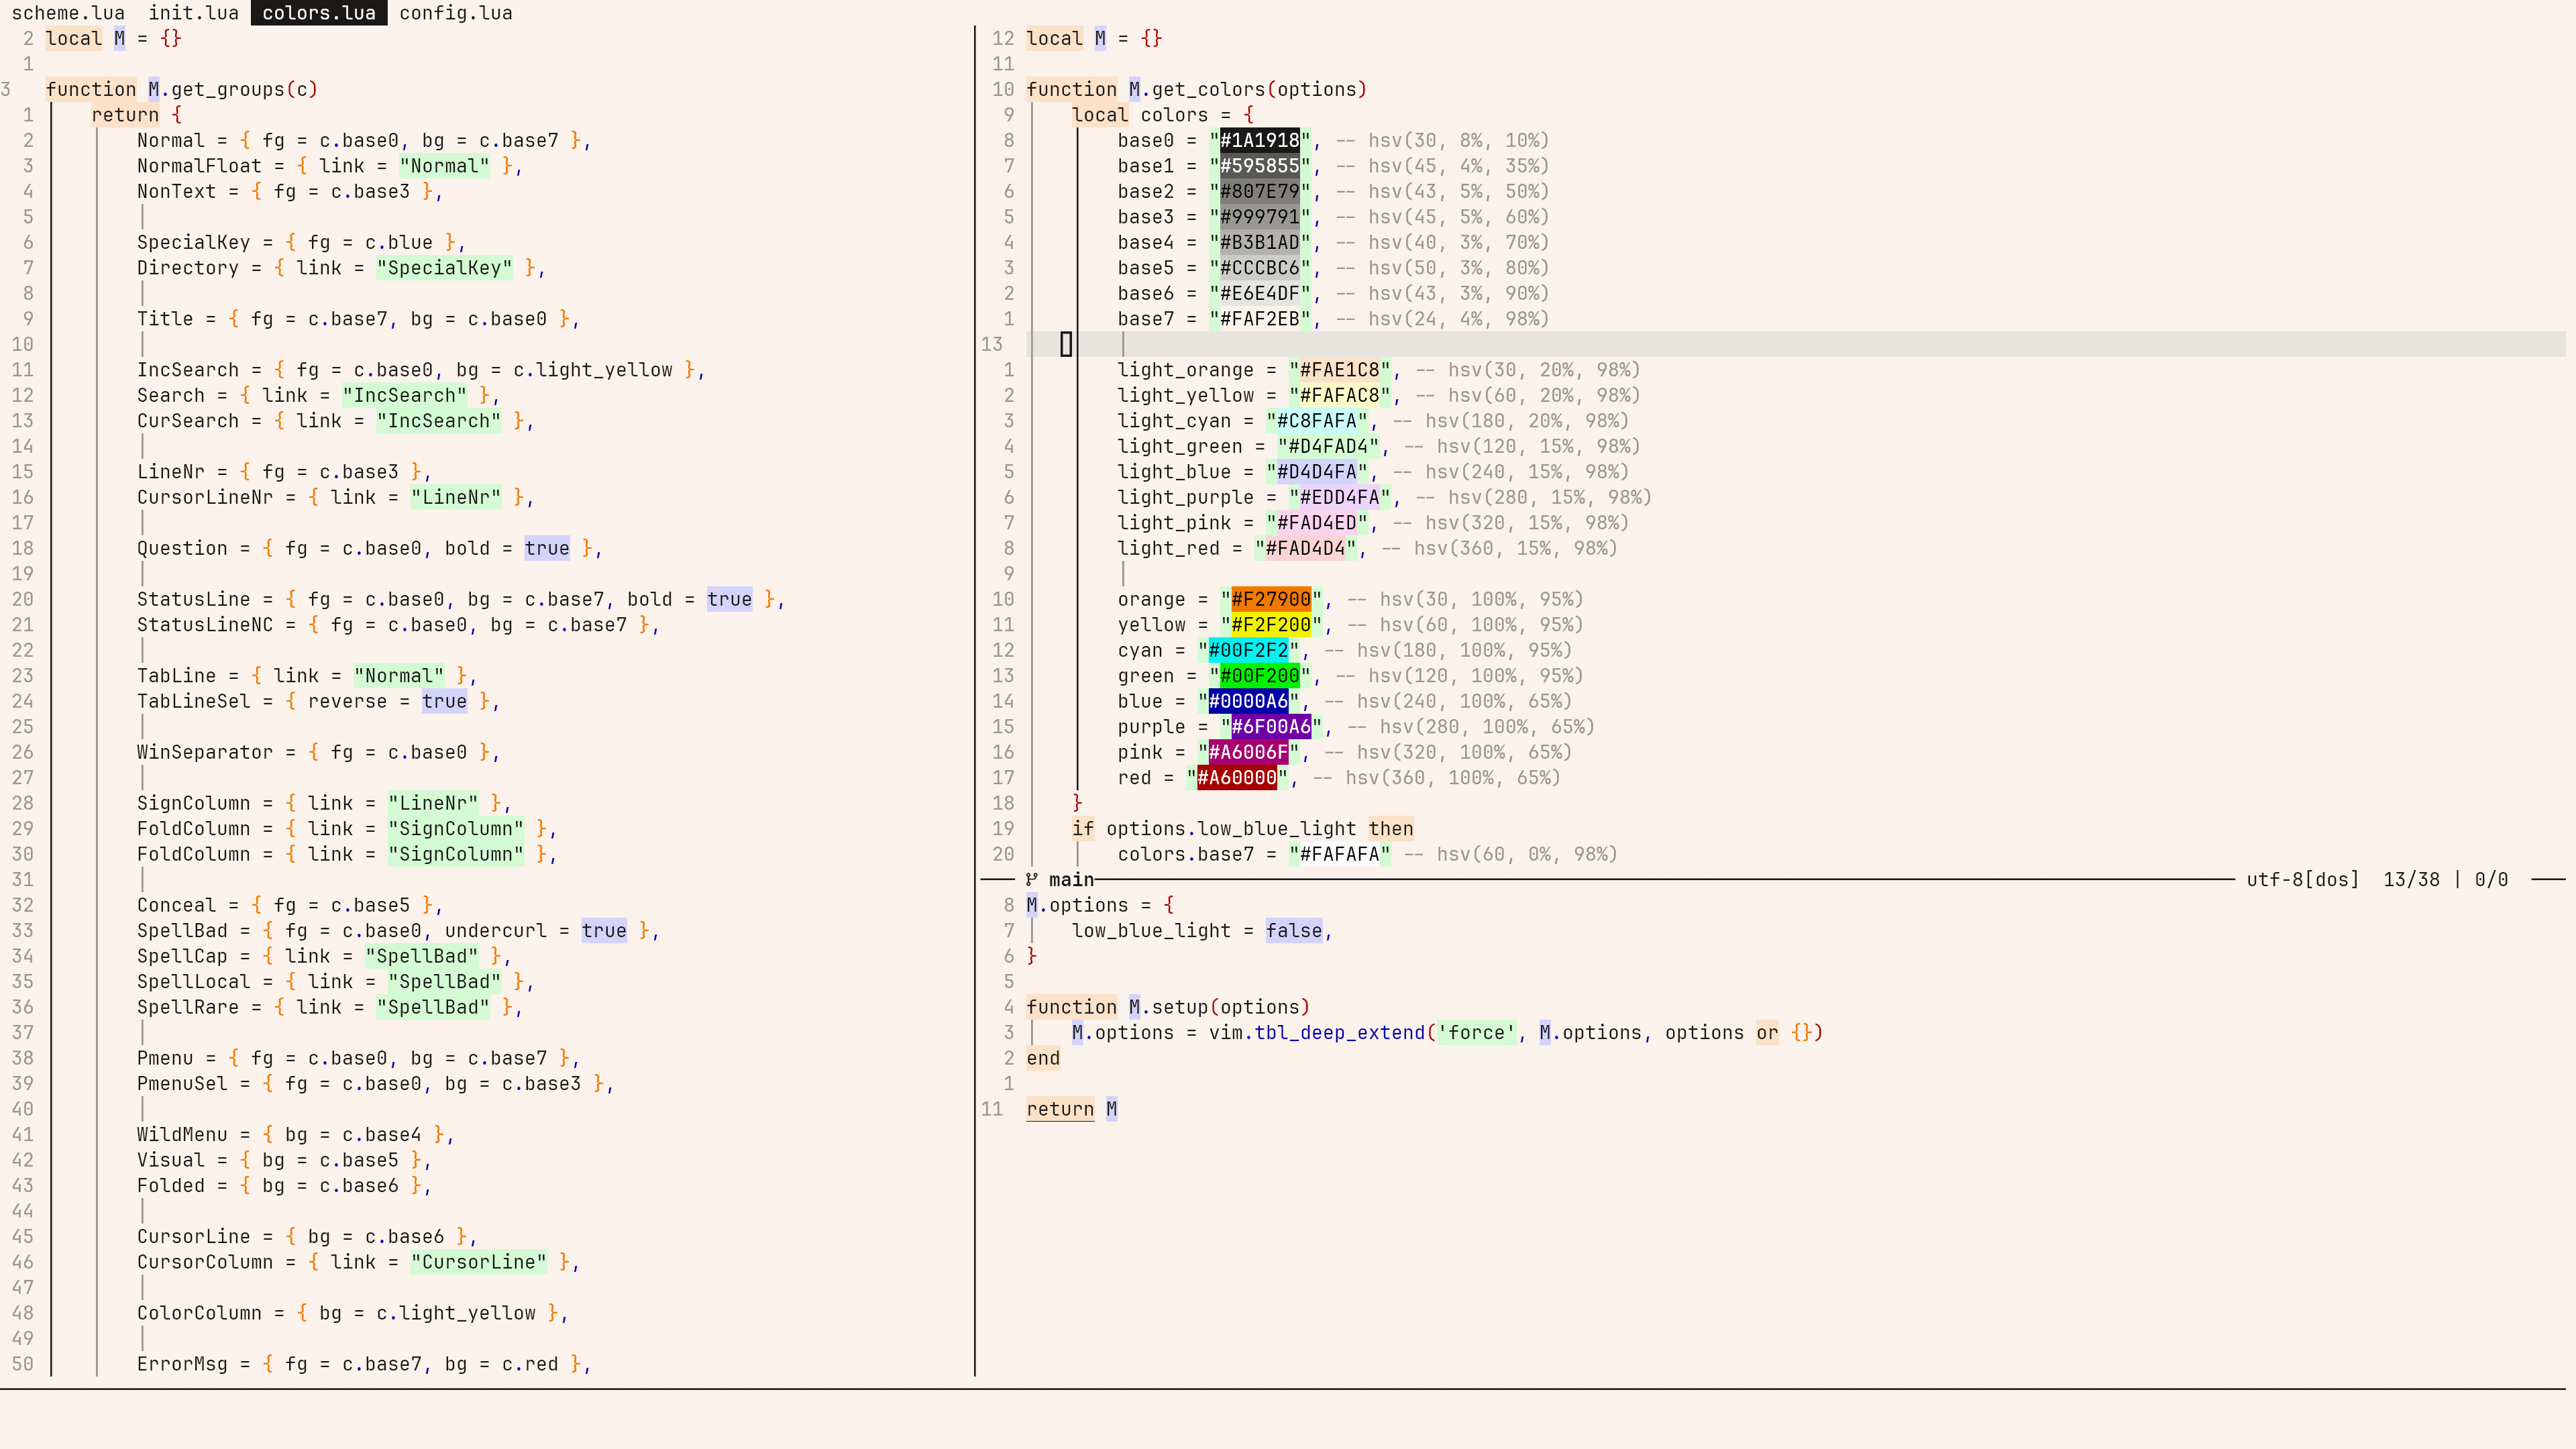 scheme.lua init.lua colors.lua config.lua
2 local M = {}
1
3 function M.get_groups(c)
1 return {
2 Normal = { fg = c.base0, bg = c.base7 },
3 NormalFloat = { link = "Normal" },
4 NonText = { fg = c.base3 },
5
6 SpecialKey = { fg = c.blue },
7 Directory = { link = "SpecialKey" },
8
9 Title = { fg = c.base7, bg = c.base0 },
10
11 IncSearch = { fg = c.base0, bg = c.light_yellow },
12 Search = { link = "IncSearch" },
13 CurSearch = { link = "IncSearch" },
14
15 LineNr = { fg = c.base3 },
16 CursorLineNr = { link = "LineNr" },
17
18 Question = { fg = c.base0, bold = true },
19
20 StatusLine = { fg = c.base0, bg = c.base7, bold = true },
21 StatusLineNC = { fg = c.base0, bg = c.base7 },
22
23 TabLine = { link = "Normal" },
24 TabLineSel = { reverse = true },
25
26 WinSeparator = { fg = c.base0 },
27
28 SignColumn = { link = "LineNr" },
29 FoldColumn = { link = "SignColumn" },
30 FoldColumn = { link = "SignColumn" },
31
32 Conceal = { fg = c.base5 },
33 SpellBad = { fg = c.base0, undercurl = true },
34 SpellCap = { link = "SpellBad" },
35 SpellLocal = { link = "SpellBad" },
36 SpellRare = { link = "SpellBad" },
37
38 Pmenu = { fg = c.base0, bg = c.base7 },
39 PmenuSel = { fg = c.base0, bg = c.base3 },
40
41 WildMenu = { bg = c.base4 },
42 Visual = { bg = c.base5 },
43 Folded = { bg = c.base6 },
44
45 CursorLine = { bg = c.base6 },
46 CursorColumn = { link = "CursorLine" },
47
48 ColorColumn = { bg = c.light_yellow },
49
50 ErrorMsg = { fg = c.base7, bg = c.red },
12 local M = {}
11
10 function M.get_colors(options)
9 local colors = {
8 base0 = "#1A1918", -- hsv(30, 8%, 10%)
7 base1 = "#595855", -- hsv(45, 4%, 35%)
6 base2 = "#807E79", -- hsv(43, 5%, 50%)
5 base3 = "#999791", -- hsv(45, 5%, 60%)
4 base4 = "#B3B1AD", -- hsv(40, 3%, 70%)
3 base5 = "#CCCBC6", -- hsv(50, 3%, 80%)
2 base6 = "#E6E4DF", -- hsv(43, 3%, 90%)
1 base7 = "#FAF2EB", -- hsv(24, 4%, 98%)
13
1 light_orange = "#FAE1C8", -- hsv(30, 20%, 98%)
2 light_yellow = "#FAFAC8", -- hsv(60, 20%, 98%)
3 light_cyan = "#C8FAFA", -- hsv(180, 20%, 98%)
4 light_green = "#D4FAD4", -- hsv(120, 15%, 98%)
5 light_blue = "#D4D4FA", -- hsv(240, 15%, 98%)
6 light_purple = "#EDD4FA", -- hsv(280, 15%, 98%)
7 light_pink = "#FAD4ED", -- hsv(320, 15%, 98%)
8 light_red = "#FAD4D4", -- hsv(360, 15%, 98%)
9
10 orange = "#F27900", -- hsv(30, 100%, 95%)
11 yellow = "#F2F200", -- hsv(60, 100%, 95%)
12 cyan = "#00F2F2", -- hsv(180, 100%, 95%)
13 green = "#00F200", -- hsv(120, 100%, 95%)
14 blue = "#0000A6", -- hsv(240, 100%, 65%)
15 purple = "#6F00A6", -- hsv(280, 100%, 65%)
16 pink = "#A6006F", -- hsv(320, 100%, 65%)
17 red = "#A60000", -- hsv(360, 100%, 65%)
18 }
19 if options.low_blue_light then
20 colors.base7 = "#FAFAFA" -- hsv(60, 0%, 98%)
main utf-8[dos] 13/38 | 0/0
8 M.options = {
7 low_blue_light = false,
6 }
5
4 function M.setup(options)
3 M.options = vim.tbl_deep_extend('force', M.options, options or {})
2 end
1
11 return M